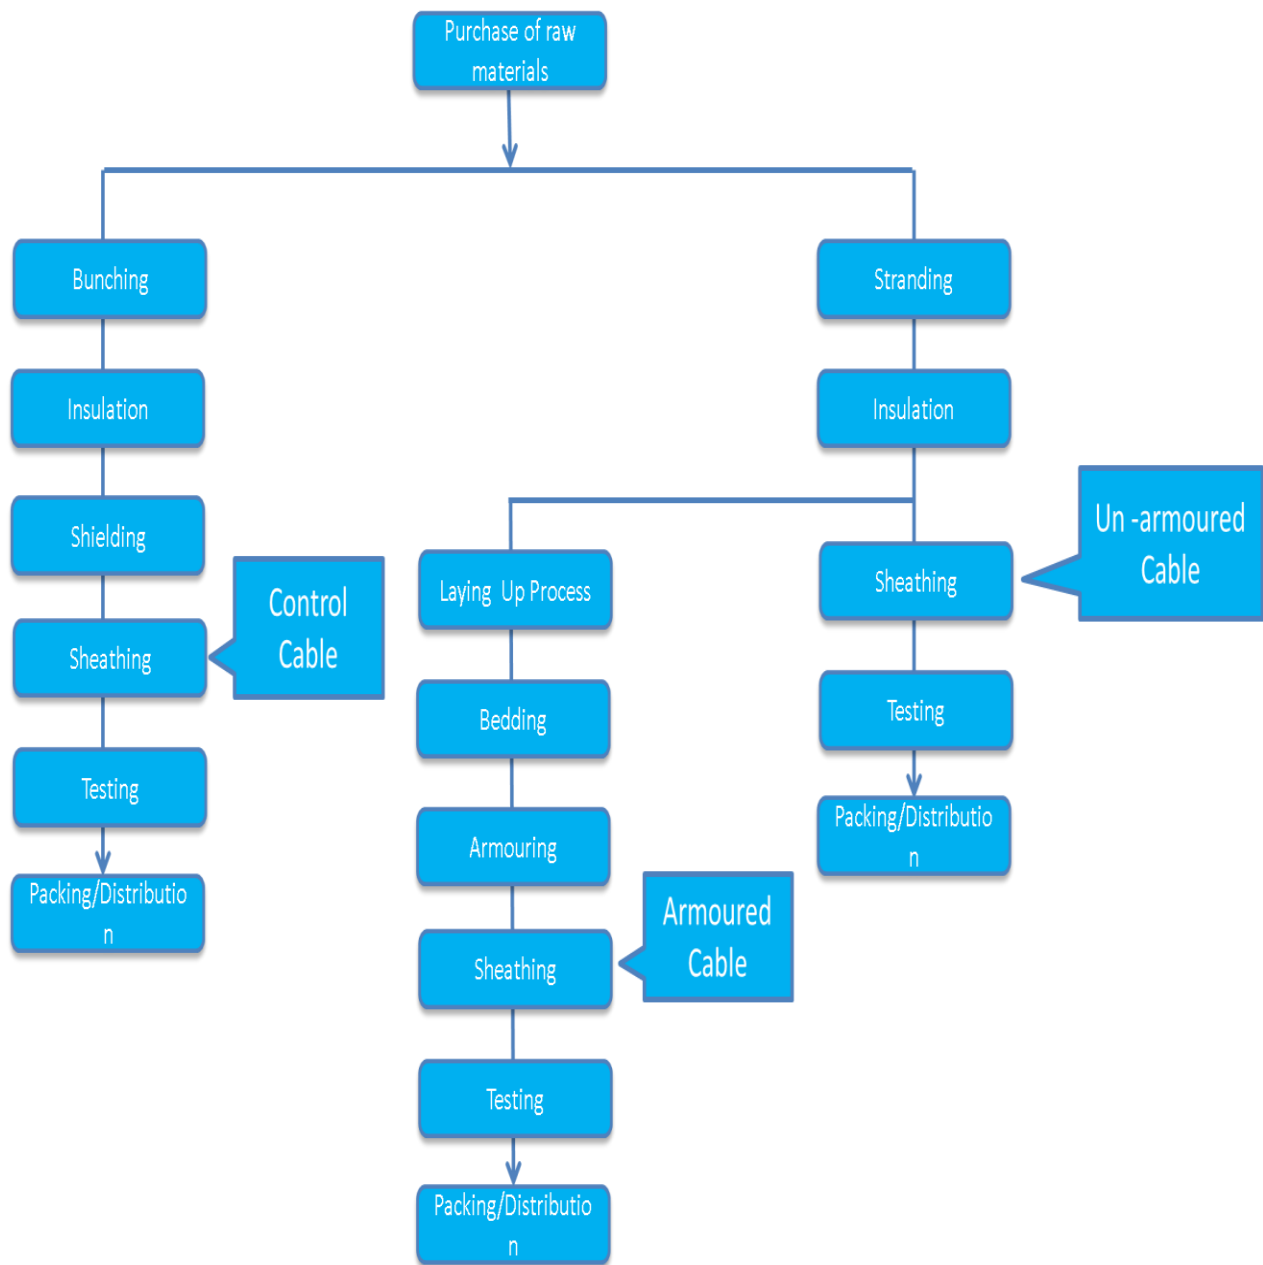 Purchase of raw
materials
Bunching
Stranding
Insulation
Insulation
Shielding
Un -armoured
Cable
Laying  Up Process
Sheathing
Control
Cable
Sheathing
Bedding
Testing
Testing
Armouring
Packing/Distributio
n
Packing/Distributio
n
Armoured
Cable
Sheathing
Testing
Packing/Distributio
n